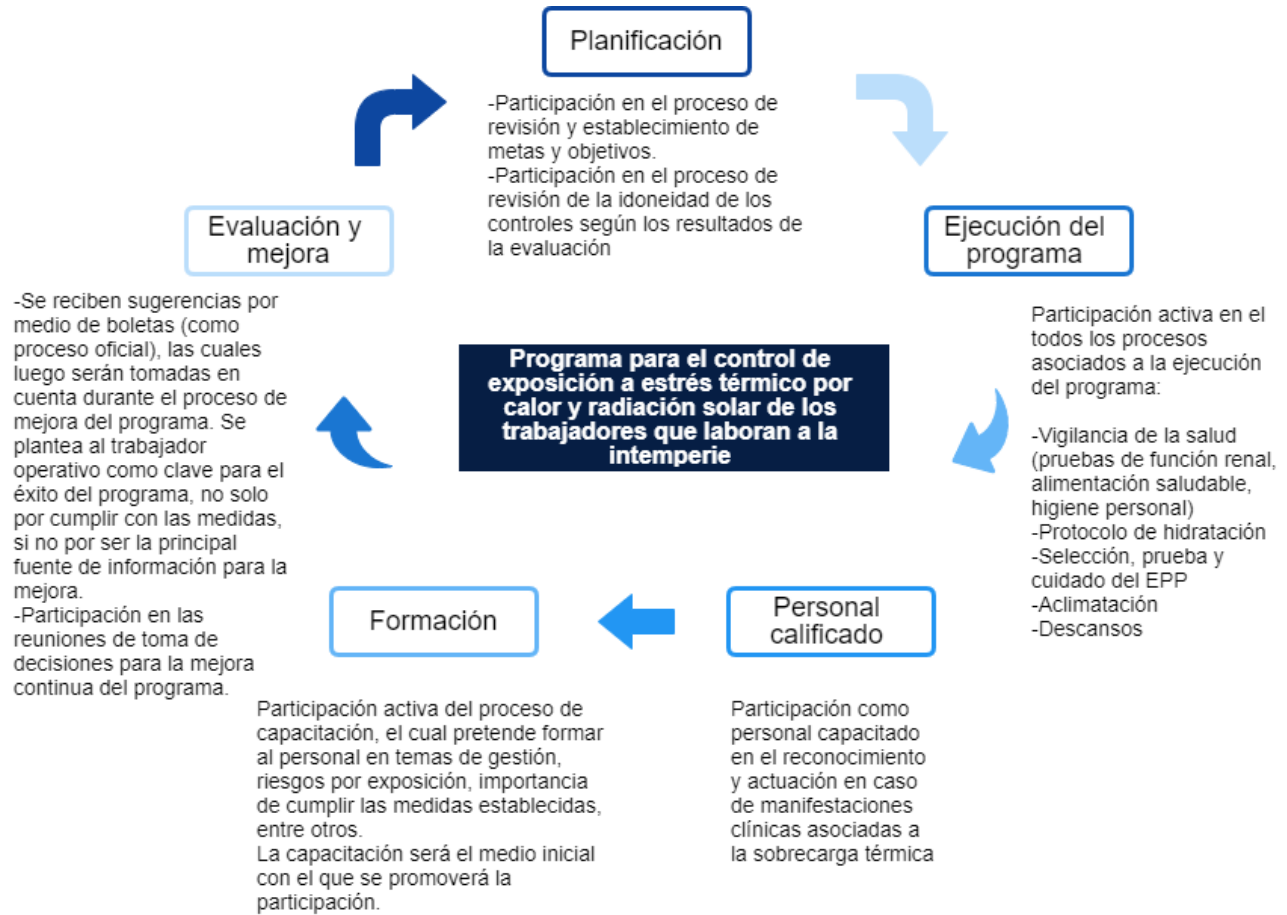 Planificación
-Participación en el proceso de
revisión y establecimiento de
metas y objetivos.
-Participación en el proceso de
revisión de la idoneidad de los
controles según los resultados de
la evaluación
Ejecución del
programa
Participación activa en el
todos los procesos
asociados a la ejecución
del programa:
-Vigilancia de la salud
(pruebas de función renal,
alimentación saludable,
higiene personal)
-Protocolo de hidratación
-Selección, prueba y
cuidado del EPP
-Aclimatación
-Descansos
Personal
calificado
Participación como
personal capacitado
en el reconocimiento
y actuación en caso
de manifestaciones
clínicas asociadas a
la sobrecarga térmica
Formación
Participación activa del proceso de
capacitación, el cual pretende formar
al personal en temas de gestión,
riesgos por exposición, importancia
de cumplir las medidas establecidas,
entre otros.
La capacitación será el medio inicial
con el que se promoverá la
participación.
Evaluación y
mejora
-Se reciben sugerencias por
medio de boletas (como
proceso oficial), las cuales
luego serán tomadas en
cuenta durante el proceso de
mejora del programa. Se
plantea al trabajador
operativo como clave para el
éxito del programa, no solo
por cumplir con las medidas,
si no por ser la principal
fuente de información para la
mejora.
-Participación en las
reuniones de toma de
decisiones para la mejora
continua del programa.
Programa para el control de
exposición a estrés térmico por
calor y radiación solar de los
trabajadores que laboran a la
intemperie